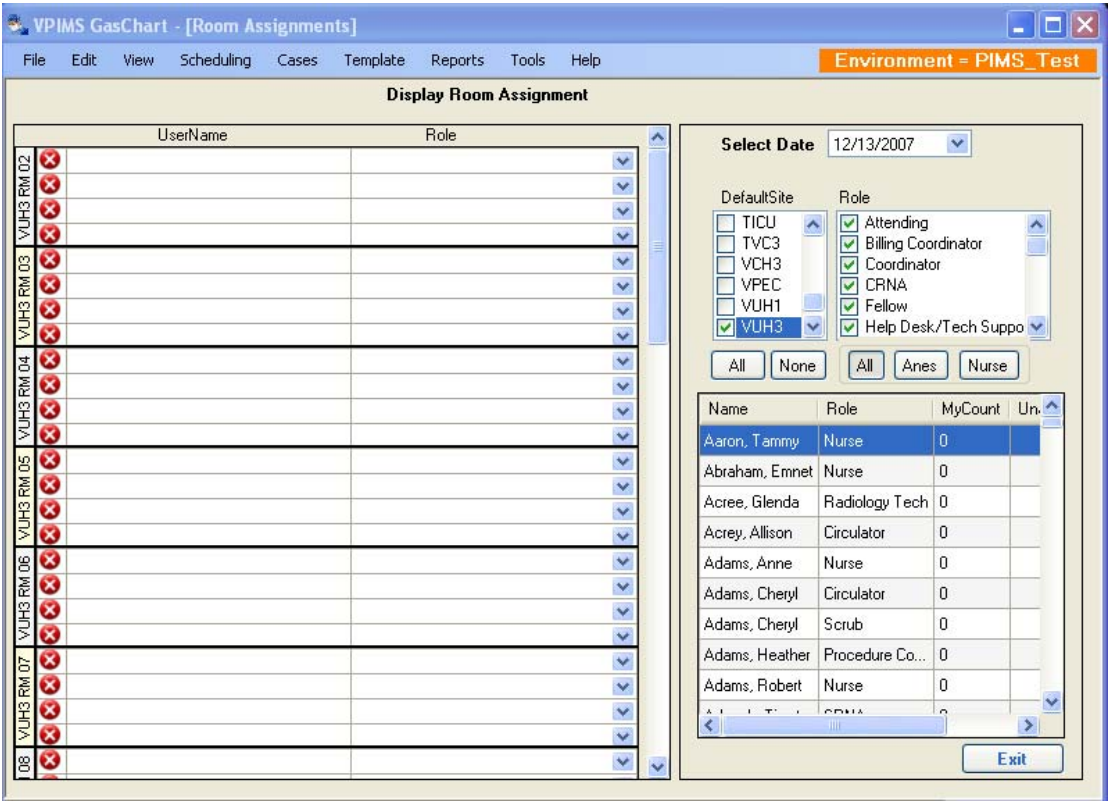 VPIMS GasChart - [Room Assignments]
File Edit View Scheduling Cases Template Reports Tools Help
Environment = PIMS_Test
Display Room Assignment
UserName Role
VUH3 RM 02
VUH3 RM 03
VUH3 RM 04
VUH3 RM 05
VUH3 RM 06
VUH3 RM 07
08
Select Date 12/13/2007
DefaultSite Role
TICU
TVC3
VCH3
VPEC
VUH1
VUH3
Attending
Billing Coordinator
Coordinator
CRNA
Fellow
Help Desk/Tech Suppo
All None All Anes Nurse
Name Role MyCount Un
Aaron, Tammy Nurse 0
Abraham, Emnet Nurse 0
Acree, Glenda Radiology Tech 0
Acrey, Allison Circulator 0
Adams, Anne Nurse 0
Adams, Cheryl Circulator 0
Adams, Cheryl Scrub 0
Adams, Heather Procedure Co... 0
Adams, Robert Nurse 0
Exit